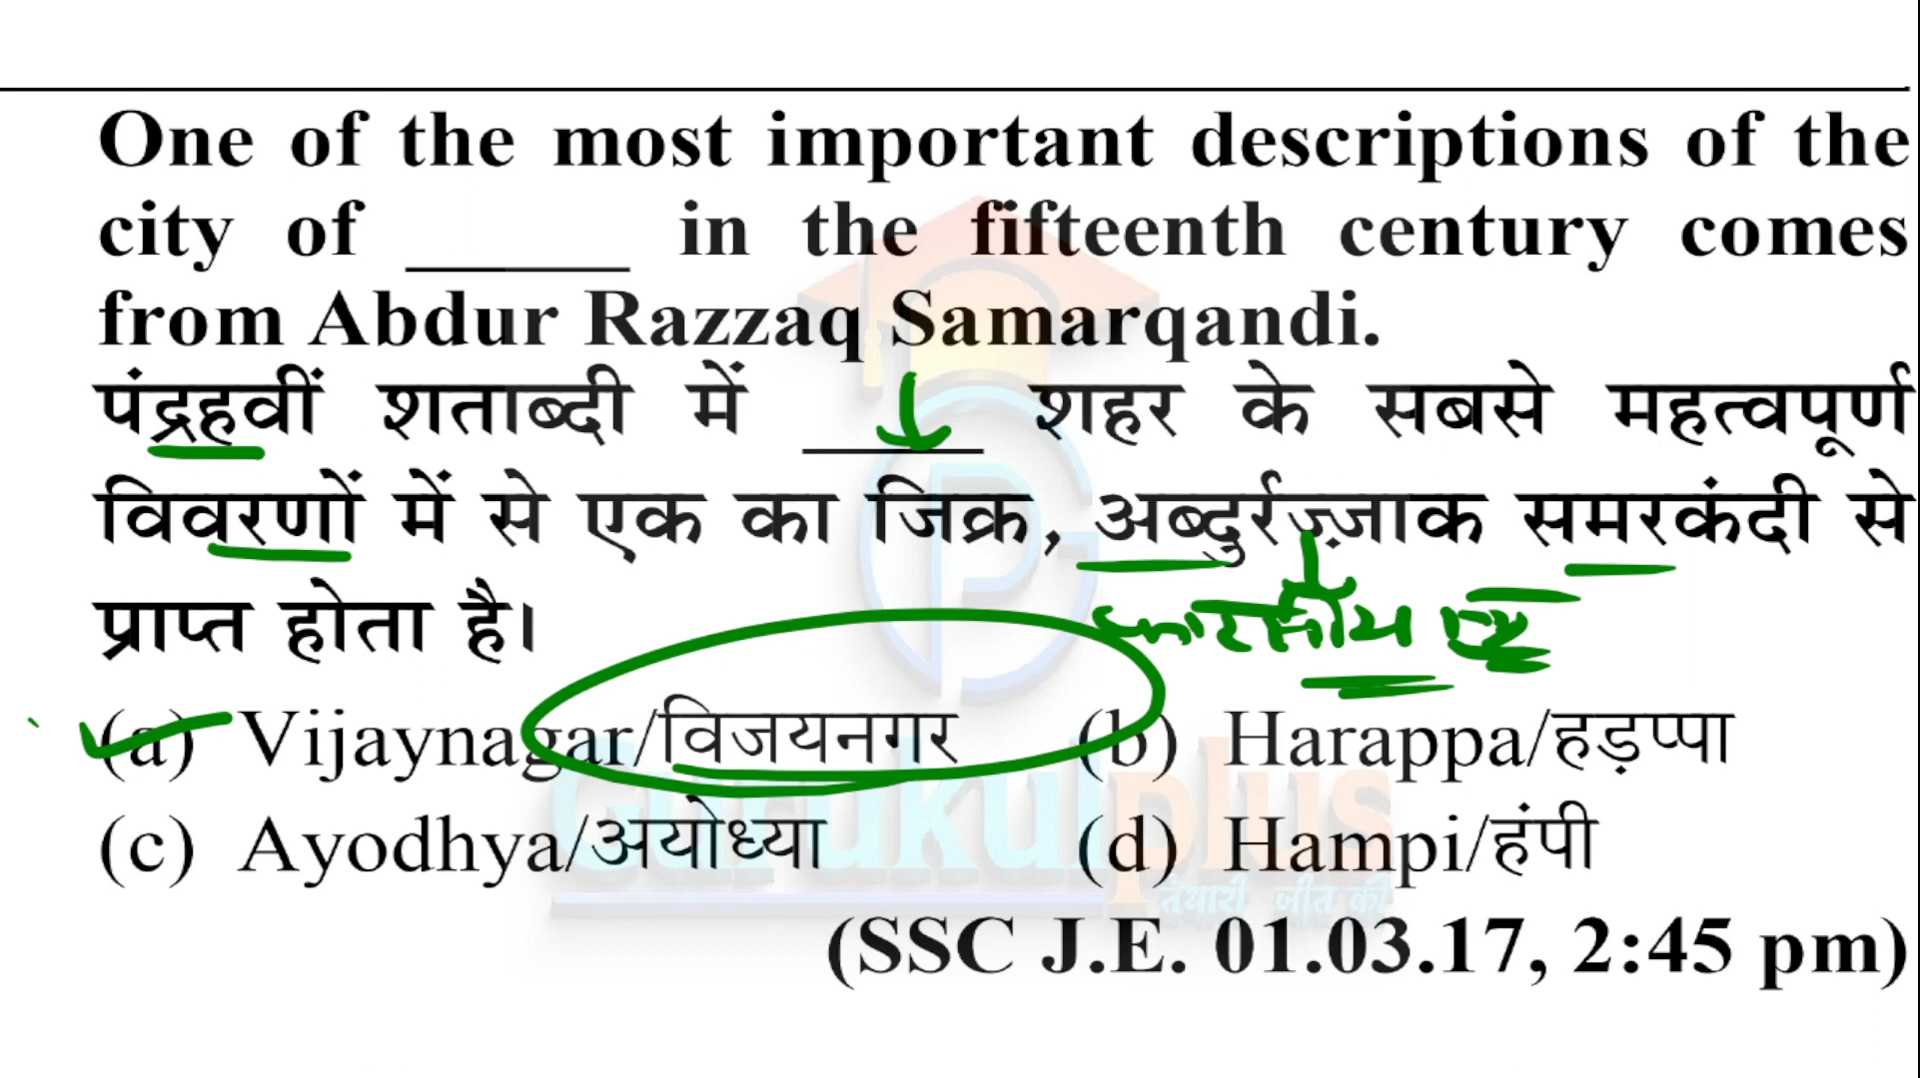 One of the most important descriptions of the
city of ______ in the fifteenth century comes
from Abdur Razzaq Samarqandi.
पंद्रहवीं शताब्दी में ______ शहर के सबसे महत्वपूर्ण
विवरणों में से एक का जिक्र, अब्दुर्रज़्ज़ाक समरकंदी से
प्राप्त होता है।
(a) Vijaynagar/विजयनगर (b) Harappa/हड़प्पा
(c) Ayodhya/अयोध्या (d) Hampi/हंपी
Gurukulplus
तैयारी जीत की
(SSC J.E. 01.03.17, 2:45 pm)